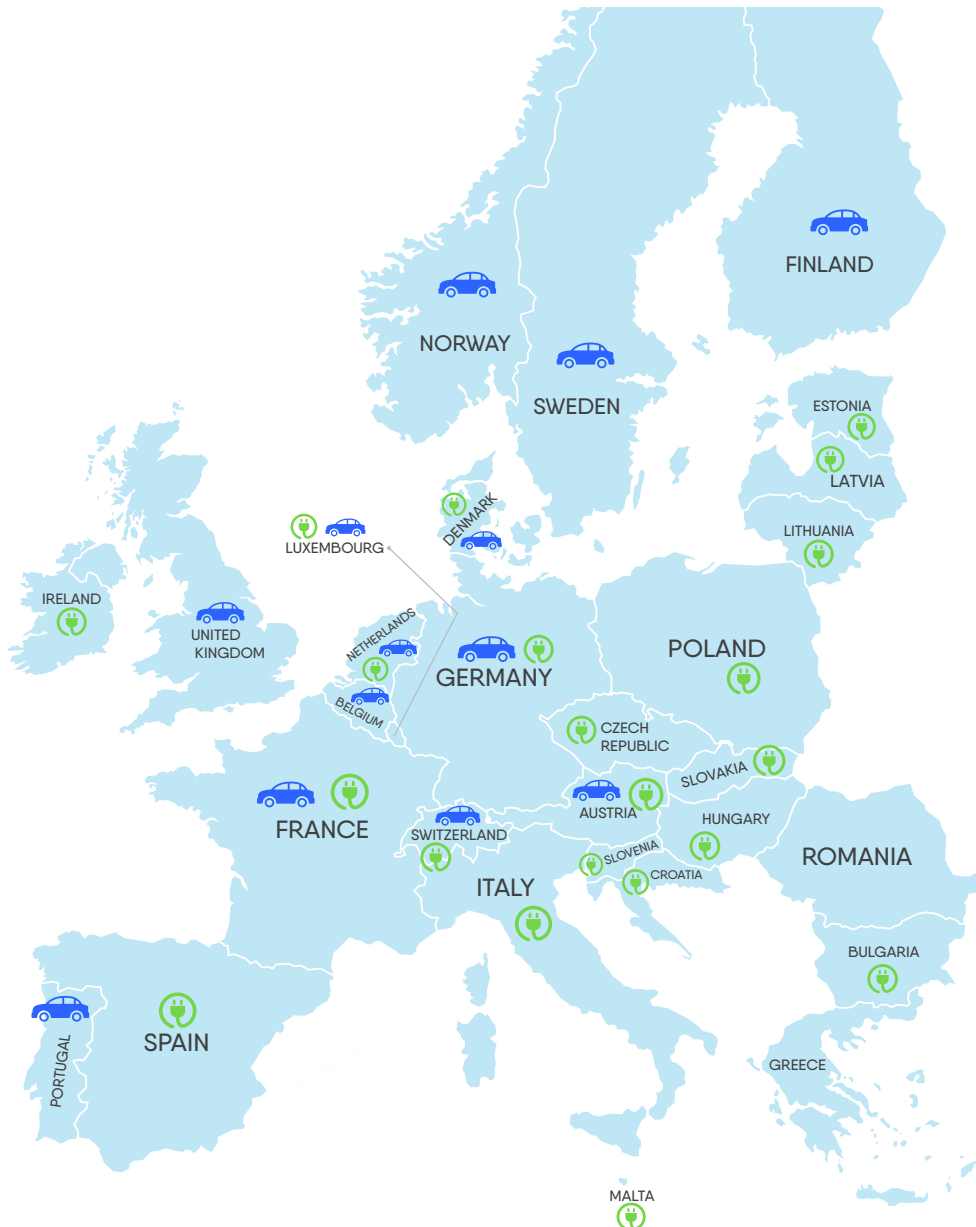 FINLAND
NORWAY
SWEDEN
ESTONIA
LATVIA
LITHUANIA
DENMARK
LUXEMBOURG
IRELAND
UNITED
KINGDOM
NETHERLANDS
BELGIUM
GERMANY
POLAND
CZECH
REPUBLIC
SLOVAKIA
AUSTRIA
HUNGARY
FRANCE
SWITZERLAND
SLOVENIA
CROATIA
ITALY
ROMANIA
BULGARIA
SPAIN
PORTUGAL
GREECE
MALTA